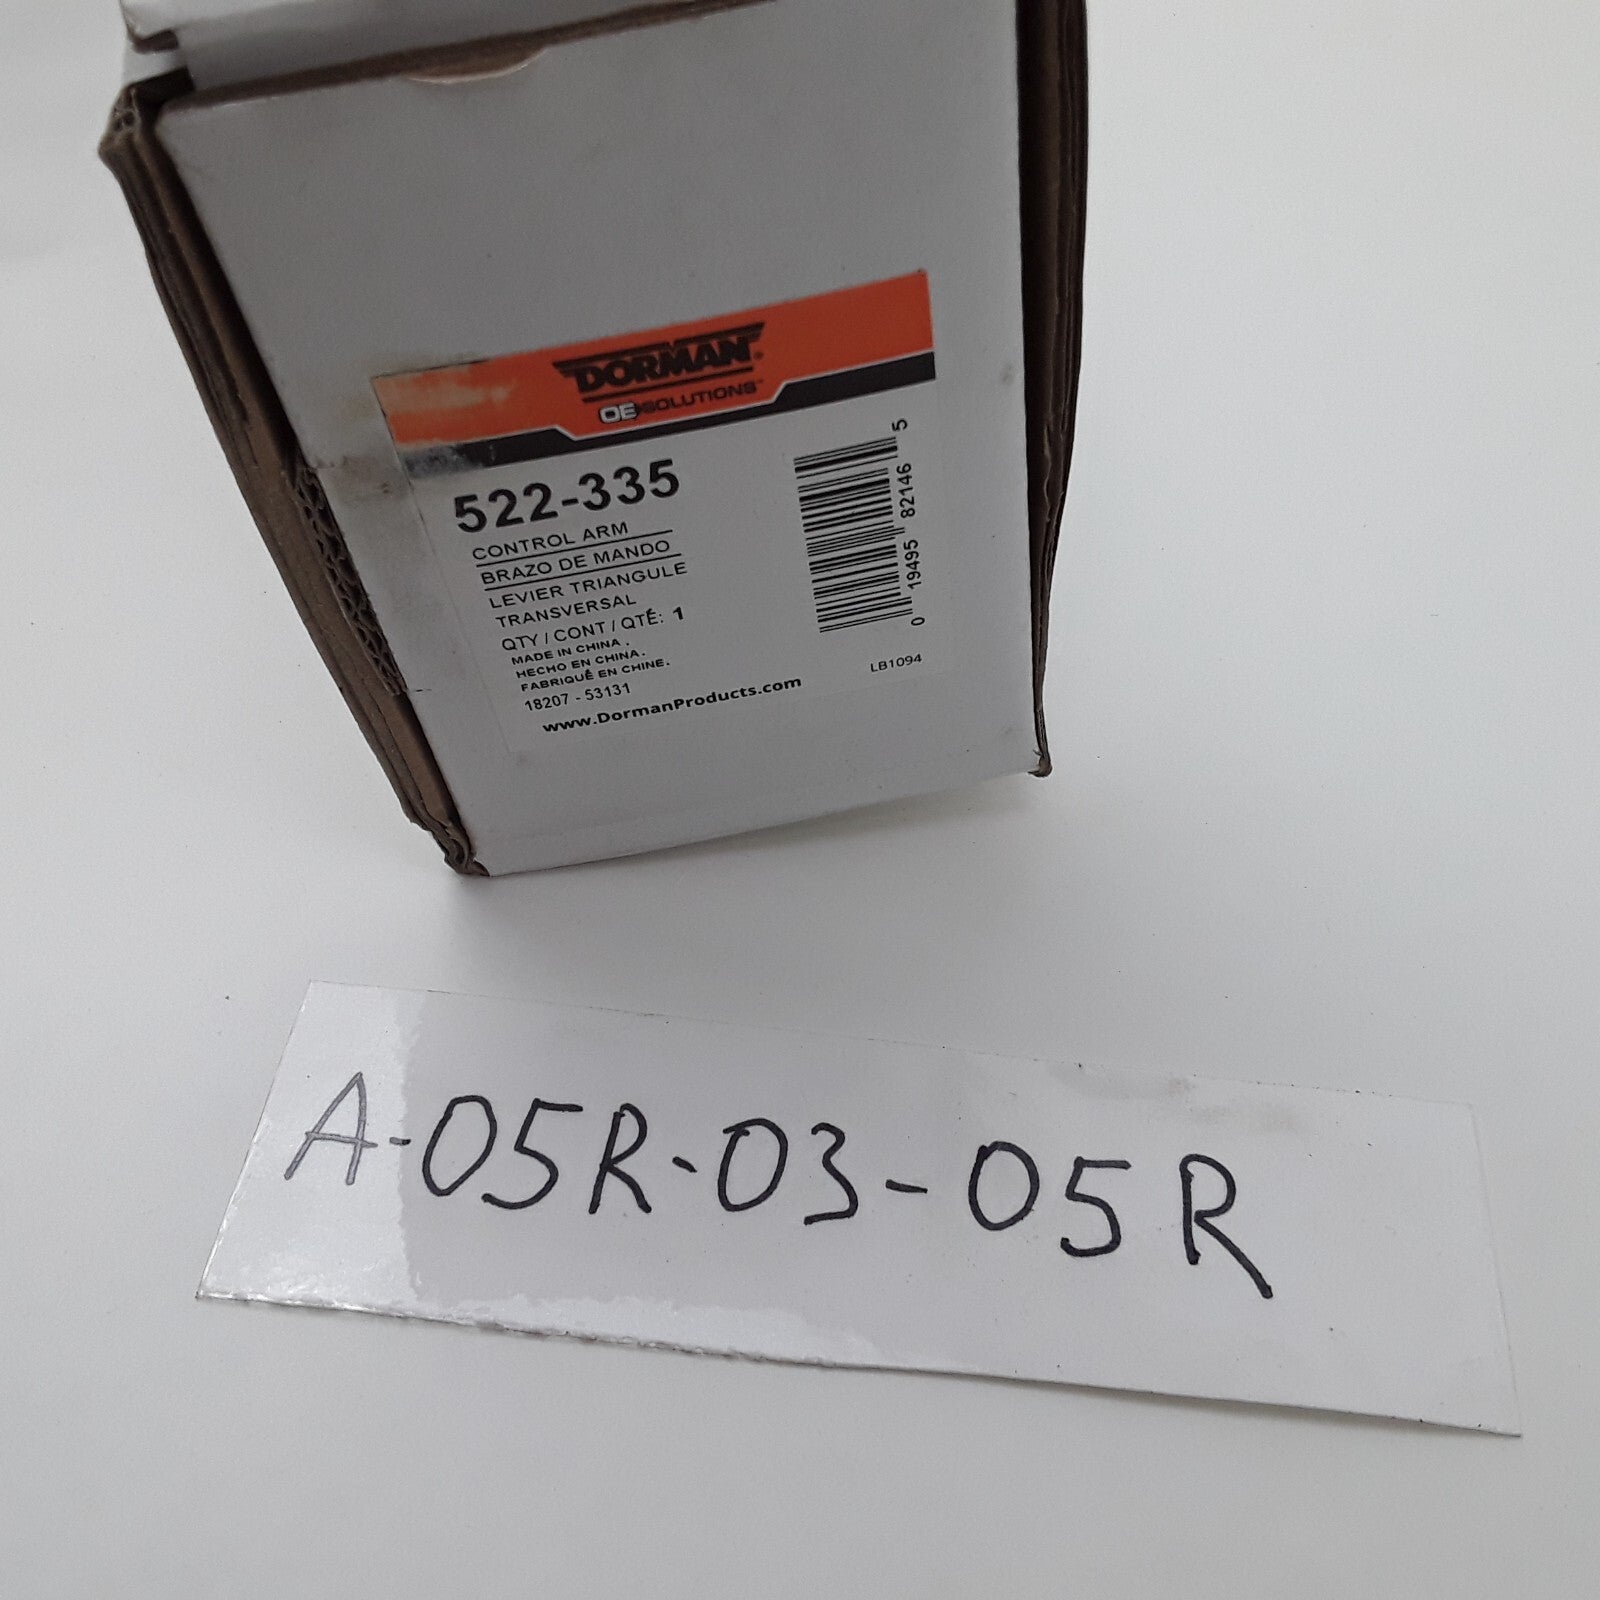 DORMAN®
OE SOLUTIONS™
522-335
CONTROL ARM
BRAZO DE MANDO
LEVIER TRIANGULE
TRANSVERSAL
QTY / CONT / QTÉ: 1
MADE IN CHINA.
HECHO EN CHINA.
FABRIQUÉ EN CHINE.
18207 - 53131
www.DormanProducts.com
0 19495 82146 5
LB1094
A-05R-03-05R